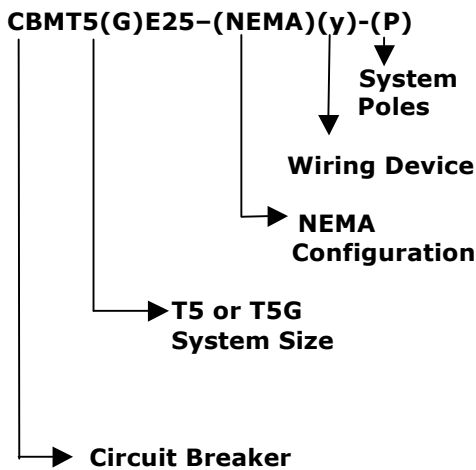 CBMT5(G)E25–(NEMA)(y)-(P)
System
Poles
Wiring Device
NEMA
Configuration
T5 or T5G
System Size
Circuit Breaker